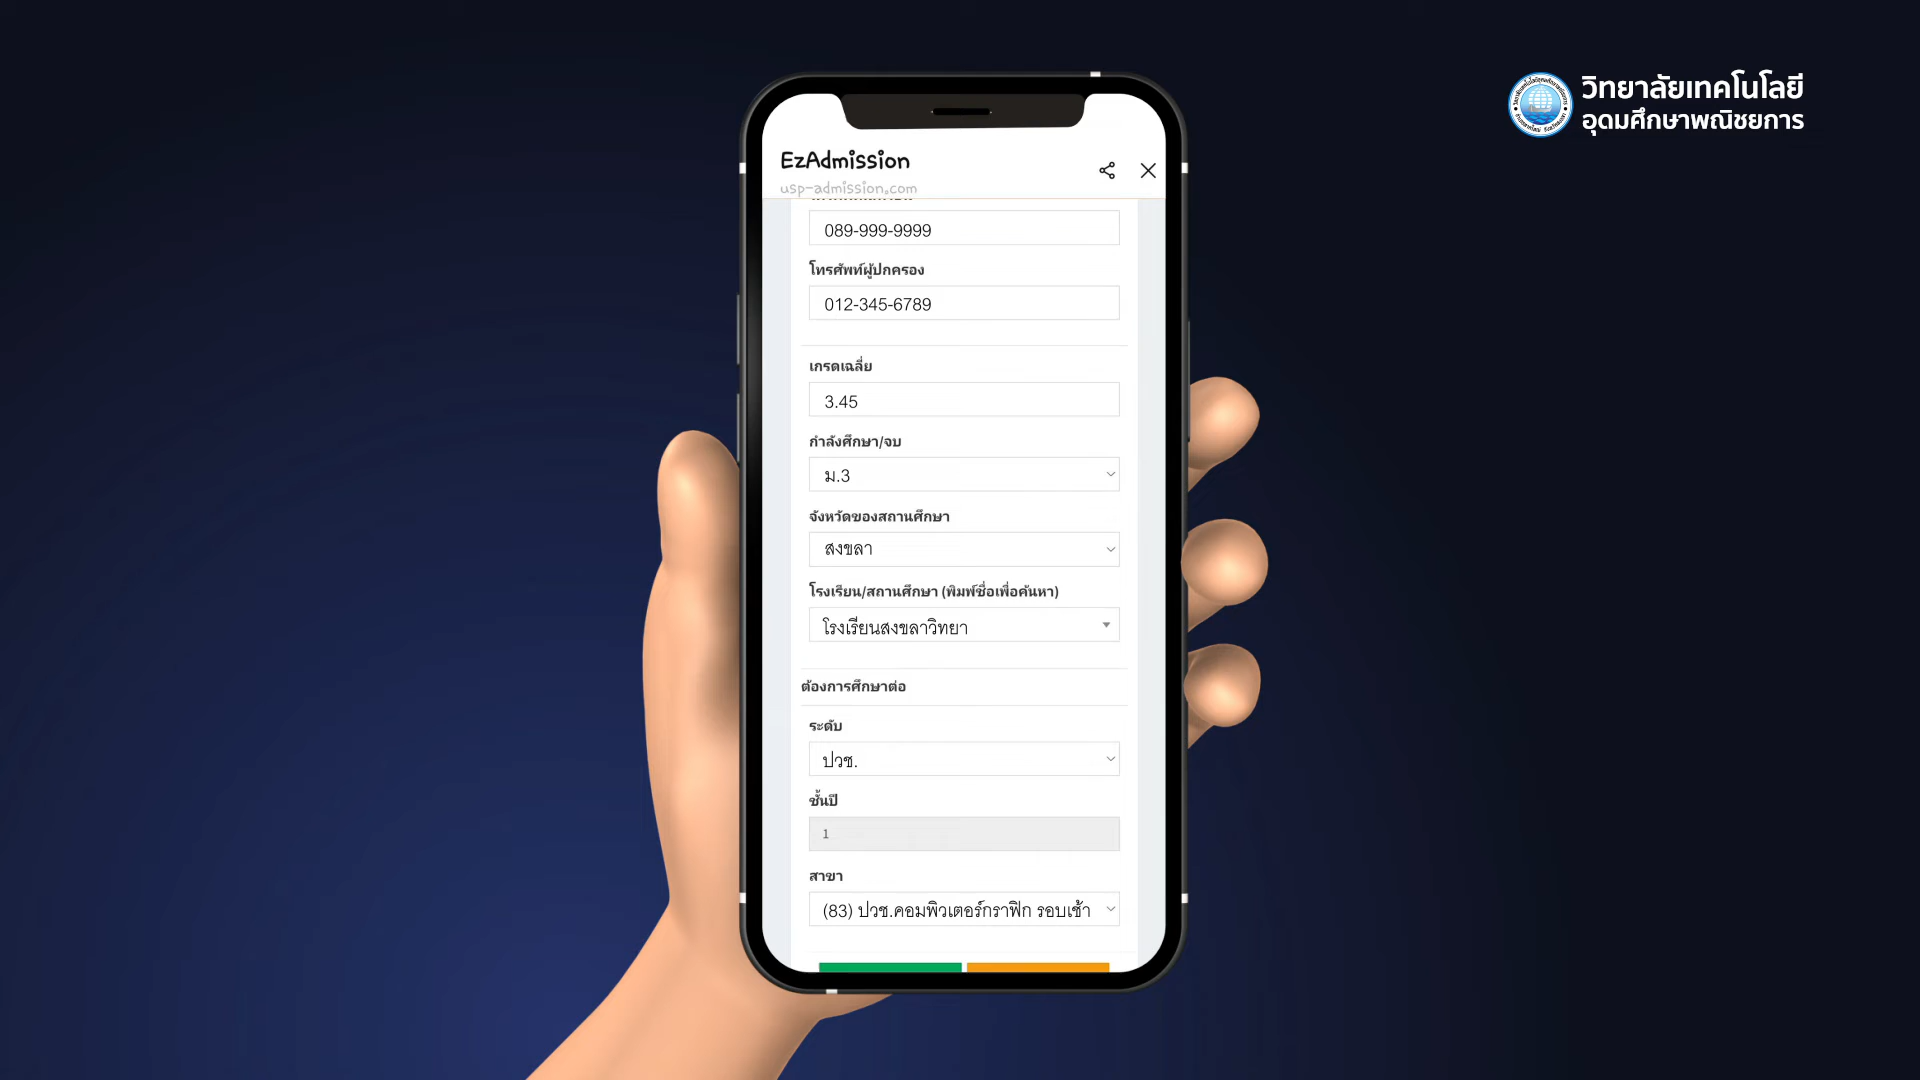 วิทยาลัยเทคโนโลยี
อุดมศึกษาพณิชยการ
EzAdmission
usp-admission.com
089-999-9999
โทรศัพท์ผู้ปกครอง
012-345-6789
เกรดเฉลี่ย
3.45
กำลังศึกษา/จบ
ม.3
จังหวัดของสถานศึกษา
สงขลา
โรงเรียน/สถานศึกษา (พิมพ์ชื่อเพื่อค้นหา)
โรงเรียนสงขลาวิทยา
ต้องการศึกษาต่อ
ระดับ
ปวช.
ชั้นปี
1
สาขา
(83) ปวช.คอมพิวเตอร์กราฟิก รอบเช้า